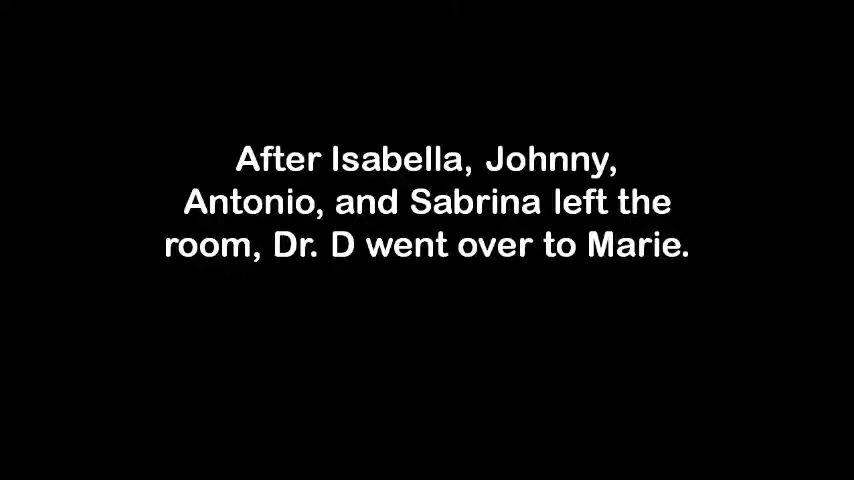 After Isabella, Johnny,
Antonio, and Sabrina left the
room, Dr. D went over to Marie.